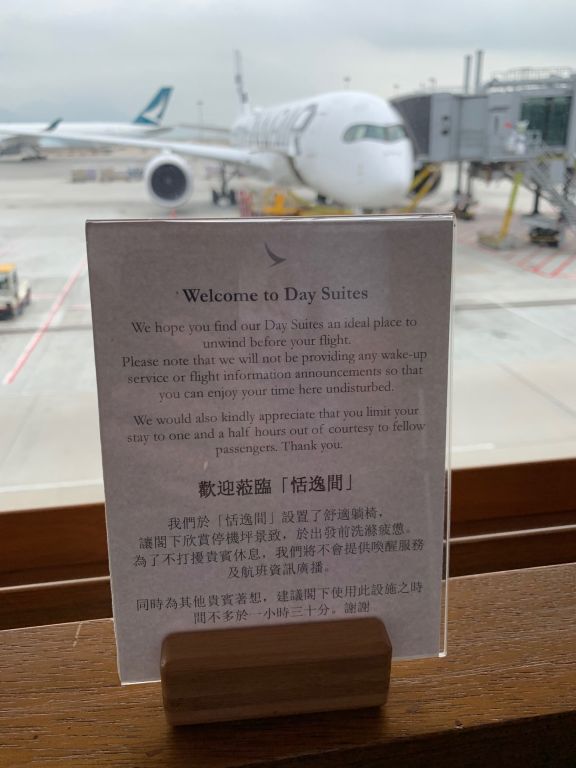 Welcome to Day Suites
We hope you find our Day Suites an ideal place to
unwind before your flight.
Please note that we will not be providing any wake-up
service or flight information announcements so that
you can enjoy your time here undisturbed.
We would also kindly appreciate that you limit your
stay to one and a half hours out of courtesy to fellow
passengers. Thank you.
歡迎蒞臨「恬逸間」
我們於「恬逸間」設置了舒適躺椅，
讓閣下欣賞停機坪景致，於出發前洗滌疲憊。
為了不打擾貴賓休息，我們將不會提供喚醒服務
及航班資訊廣播。
同時為其他貴賓著想，建議閣下使用此設施之時
間不多於一小時三十分。謝謝